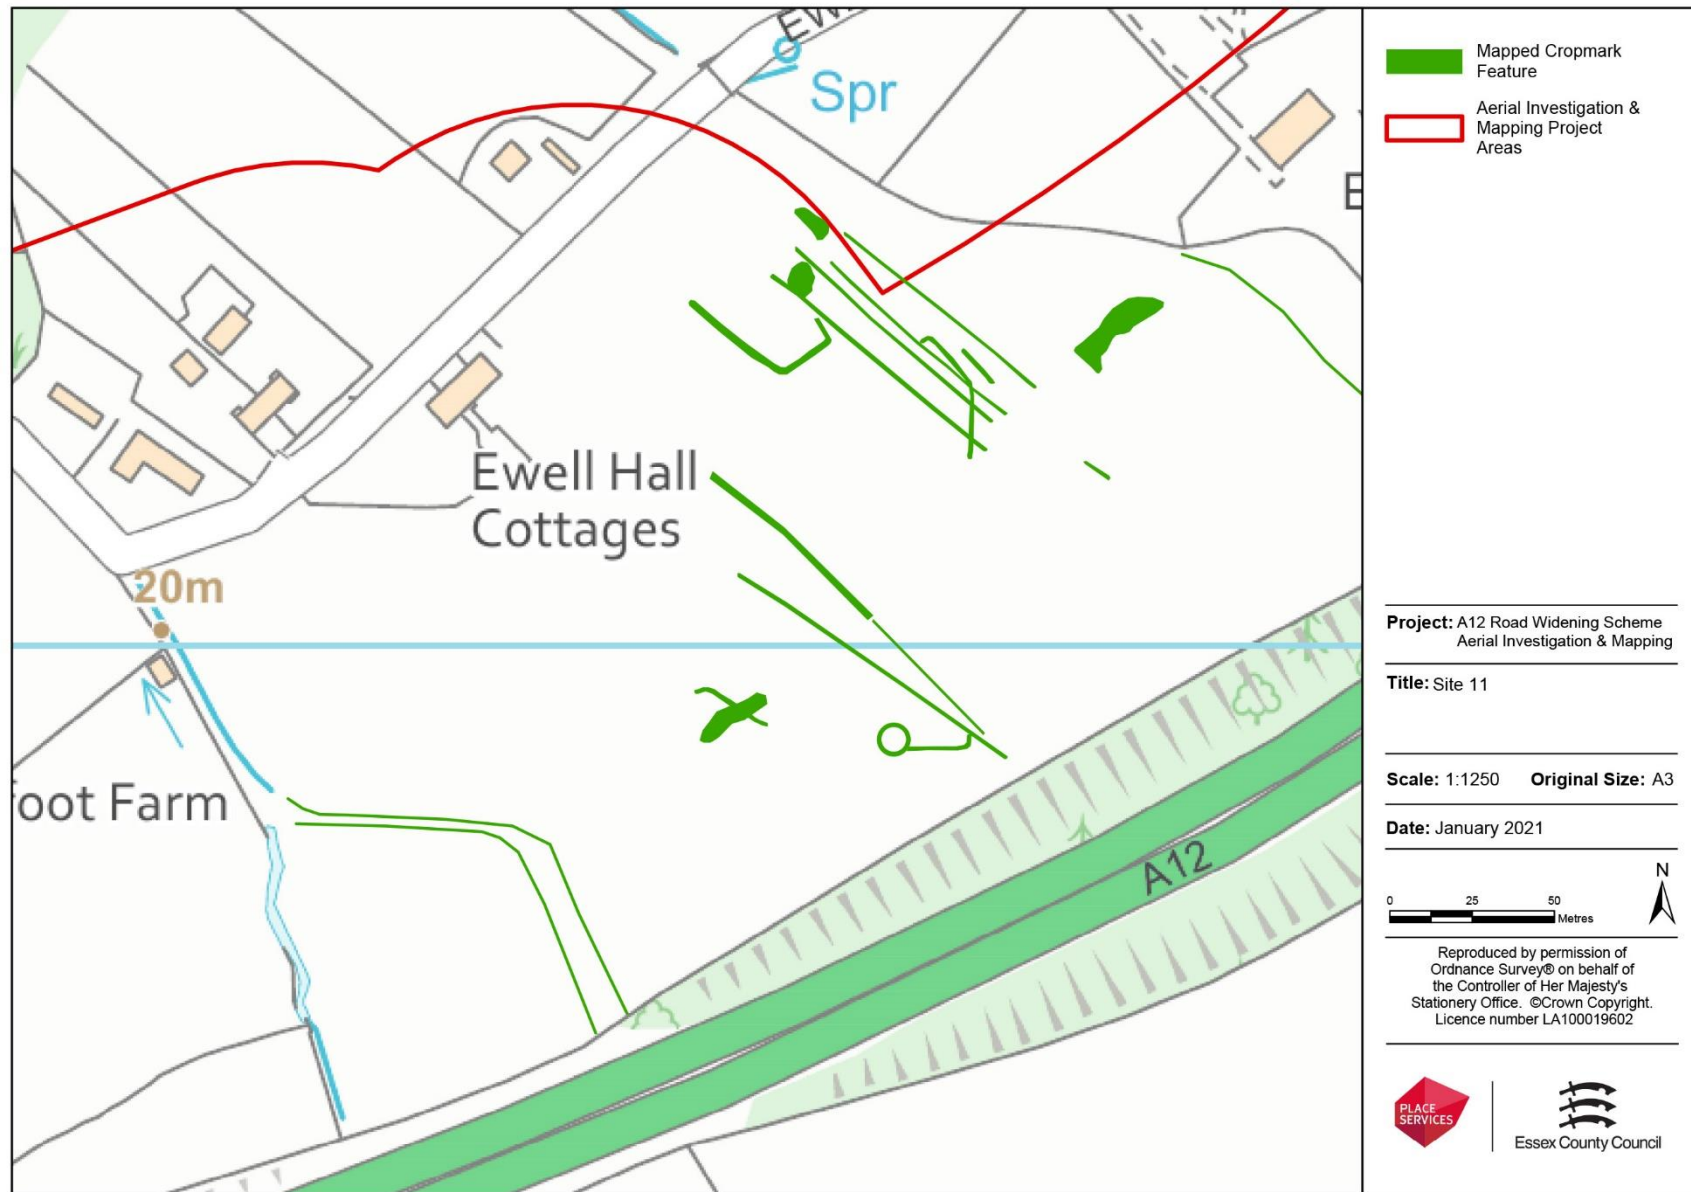 Spr
Ewell Hall
Cottages
20m
foot Farm
A12
Mapped Cropmark
Feature
Aerial Investigation &
Mapping Project
Areas
Project: A12 Road Widening Scheme
Aerial Investigation & Mapping
Title: Site 11
Scale: 1:1250 Original Size: A3
Date: January 2021
N
0 25 50
Metres
Reproduced by permission of
Ordnance Survey® on behalf of
the Controller of Her Majesty's
Stationery Office. ©Crown Copyright.
Licence number LA100019602
PLACE
SERVICES
Essex County Council